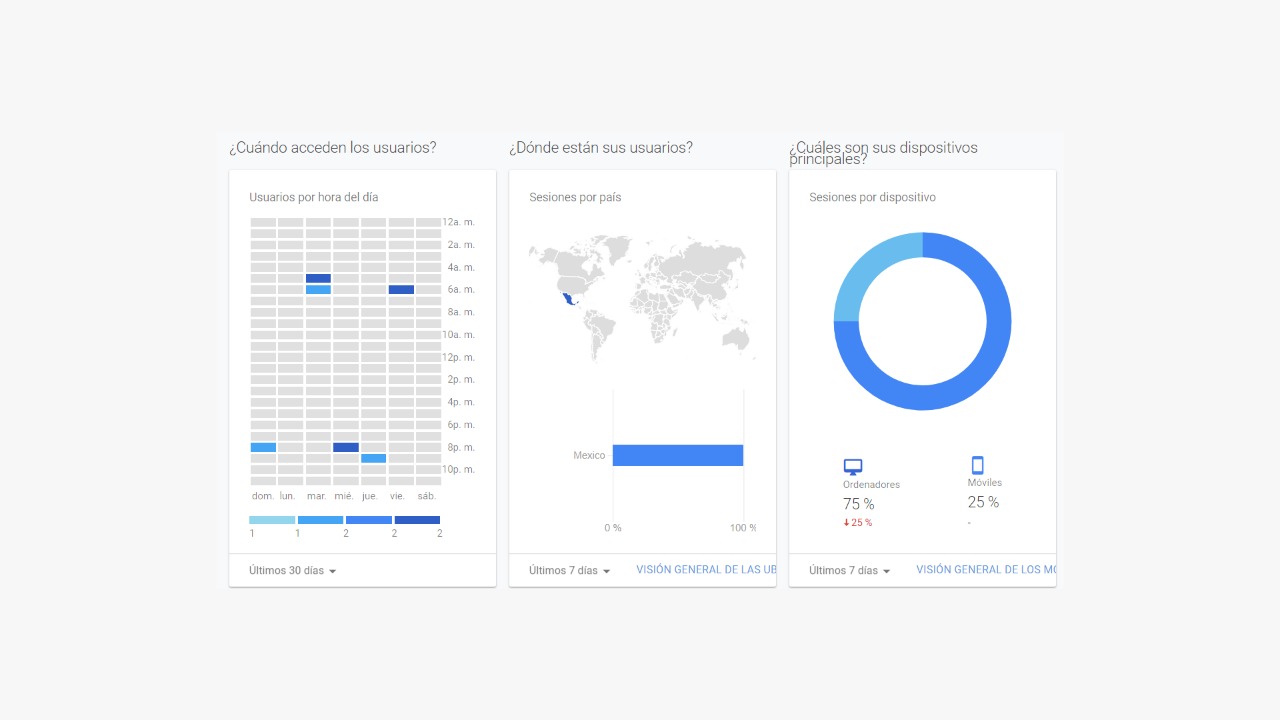 ¿Cuándo acceden los usuarios?
Usuarios por hora del día
12a. m.
2a. m.
4a. m.
6a. m.
8a. m.
10a. m.
12p. m.
2p. m.
4p. m.
6p. m.
8p. m.
10p. m.
dom. lun. mar. mié. jue. vie. sáb.
1 1 2 2 2
Últimos 30 días
¿Dónde están sus usuarios?
Sesiones por país
Mexico
0 % 100 %
Últimos 7 días VISIÓN GENERAL DE LAS UB
¿Cuáles son sus dispositivos
principales?
Sesiones por dispositivo
Ordenadores
75 %
25 %
Móviles
25 %
-
Últimos 7 días VISIÓN GENERAL DE LOS MO